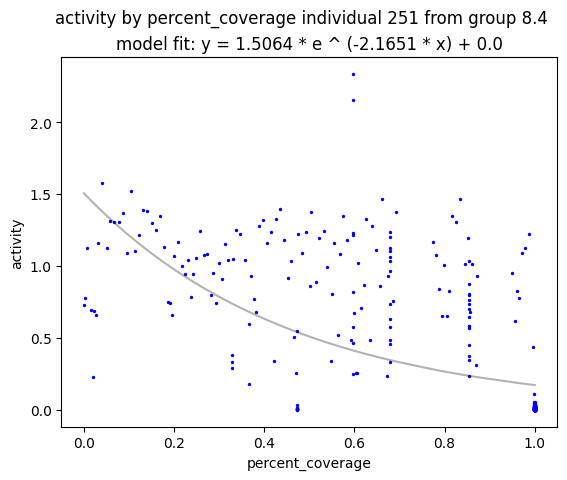 activity by percent_coverage individual 251 from group 8.4
model fit: y = 1.5064 * e ^ (-2.1651 * x) + 0.0
activity
2.0
1.5
1.0
0.5
0.0
0.0 0.2 0.4 0.6 0.8 1.0
percent_coverage